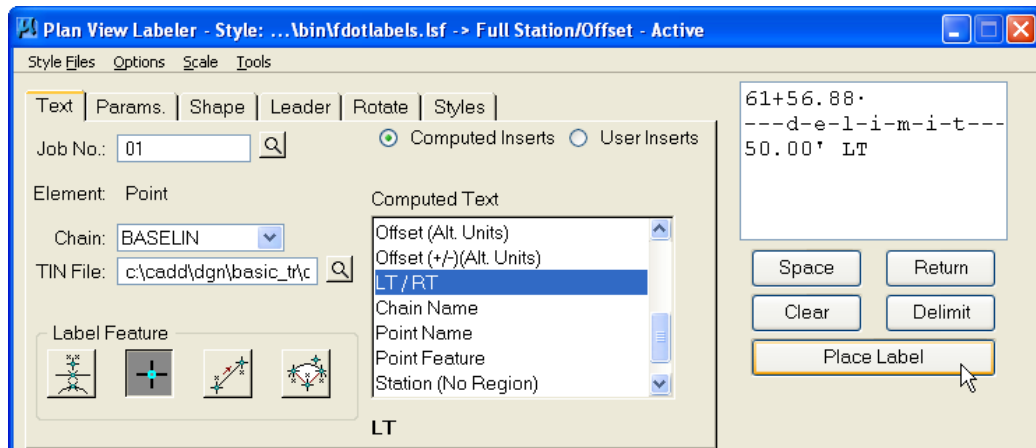 Plan View Labeler - Style: ...\bin\fdotlabels.lsf -> Full Station/Offset - Active
Style Files Options Scale Tools
Text Params. Shape Leader Rotate Styles
Job No.: 01
Computed Inserts User Inserts
Element: Point
Chain: BASELIN
TIN File: c:\cadd\dgn\basic_tr\c
Label Feature
Computed Text
Offset (Alt. Units)
Offset (+/-)(Alt. Units)
LT / RT
Chain Name
Point Name
Point Feature
Station (No Region)
LT
61+56.88·
---d-e-l-i-m-i-t---
50.00' LT
Space Return
Clear Delimit
Place Label